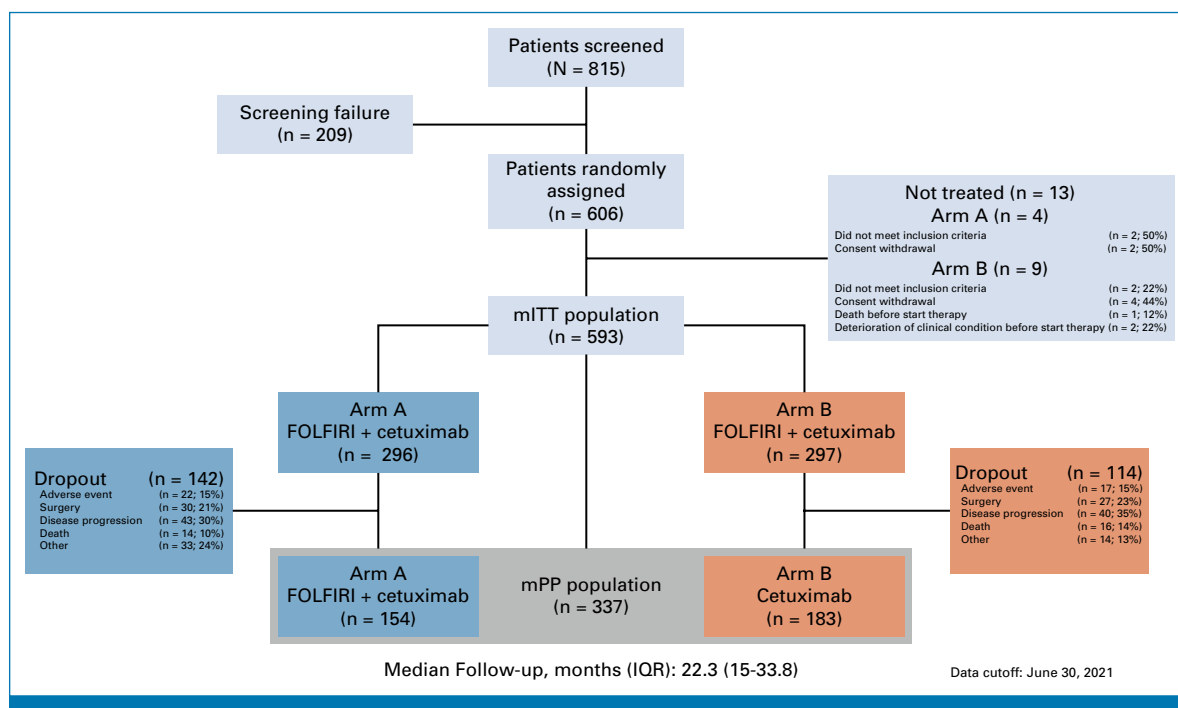 Patients screened
(N = 815)
Screening failure
(n = 209)
Patients randomly
assigned
(n = 606)
Not treated (n = 13)
Arm A (n = 4)
Did not meet inclusion criteria (n = 2; 50%)
Consent withdrawal (n = 2; 50%)
Arm B (n = 9)
Did not meet inclusion criteria (n = 2; 22%)
Consent withdrawal (n = 4; 44%)
Death before start therapy (n = 1; 12%)
Deterioration of clinical condition before start therapy (n = 2; 22%)
mITT population
(n = 593)
Arm A
FOLFIRI + cetuximab
(n = 296)
Arm B
FOLFIRI + cetuximab
(n = 297)
Dropout (n = 142)
Adverse event (n = 22; 15%)
Surgery (n = 30; 21%)
Disease progression (n = 43; 30%)
Death (n = 14; 10%)
Other (n = 33; 24%)
Dropout (n = 114)
Adverse event (n = 17; 15%)
Surgery (n = 27; 23%)
Disease progression (n = 40; 35%)
Death (n = 16; 14%)
Other (n = 14; 13%)
Arm A
FOLFIRI + cetuximab
(n = 154)
mPP population
(n = 337)
Arm B
Cetuximab
(n = 183)
Median Follow-up, months (IQR): 22.3 (15-33.8)
Data cutoff: June 30, 2021